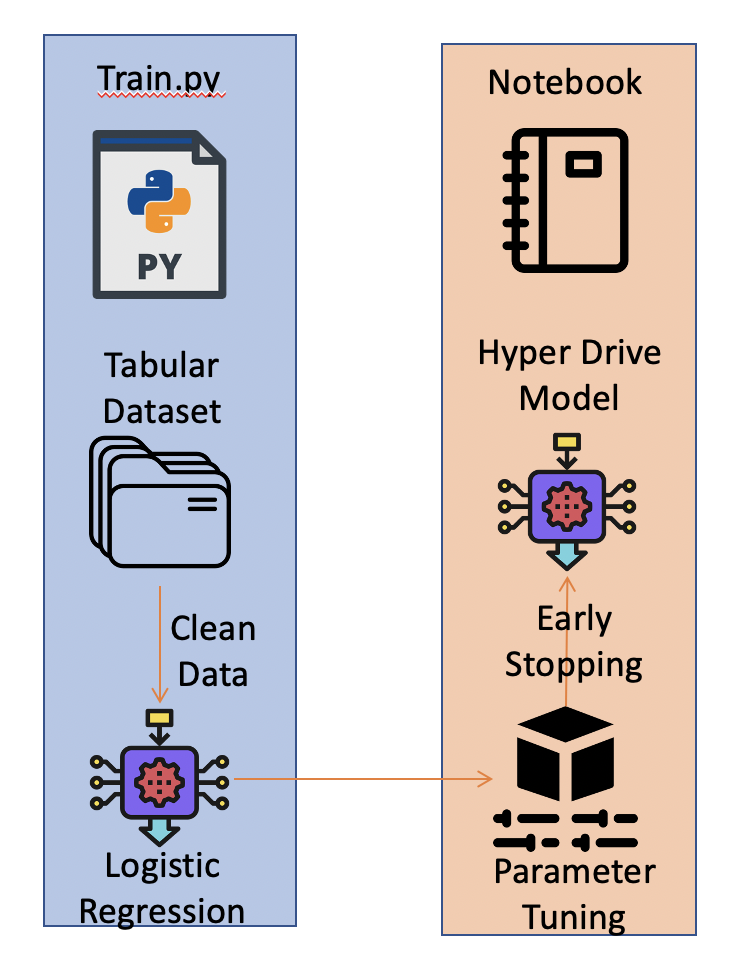 Train.py
PY
Tabular
Dataset
Clean
Data
Logistic
Regression
Notebook
Hyper Drive
Model
Early
Stopping
Parameter
Tuning